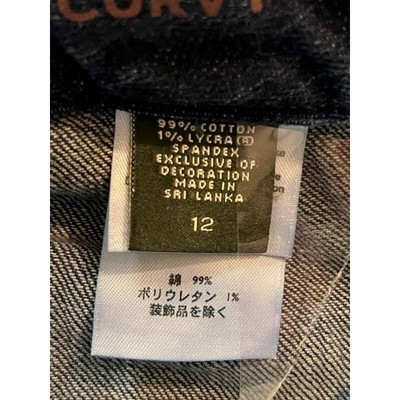 CURVY
99% COTTON
1% LYCRA(R)
SPANDEX
EXCLUSIVE OF
DECORATION
MADE IN
SRI LANKA
12
綿 99%
ポリウレタン 1%
装飾品を除く